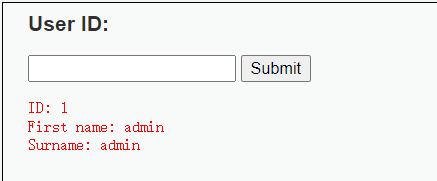 User ID:
Submit
ID: 1
First name: admin
Surname: admin